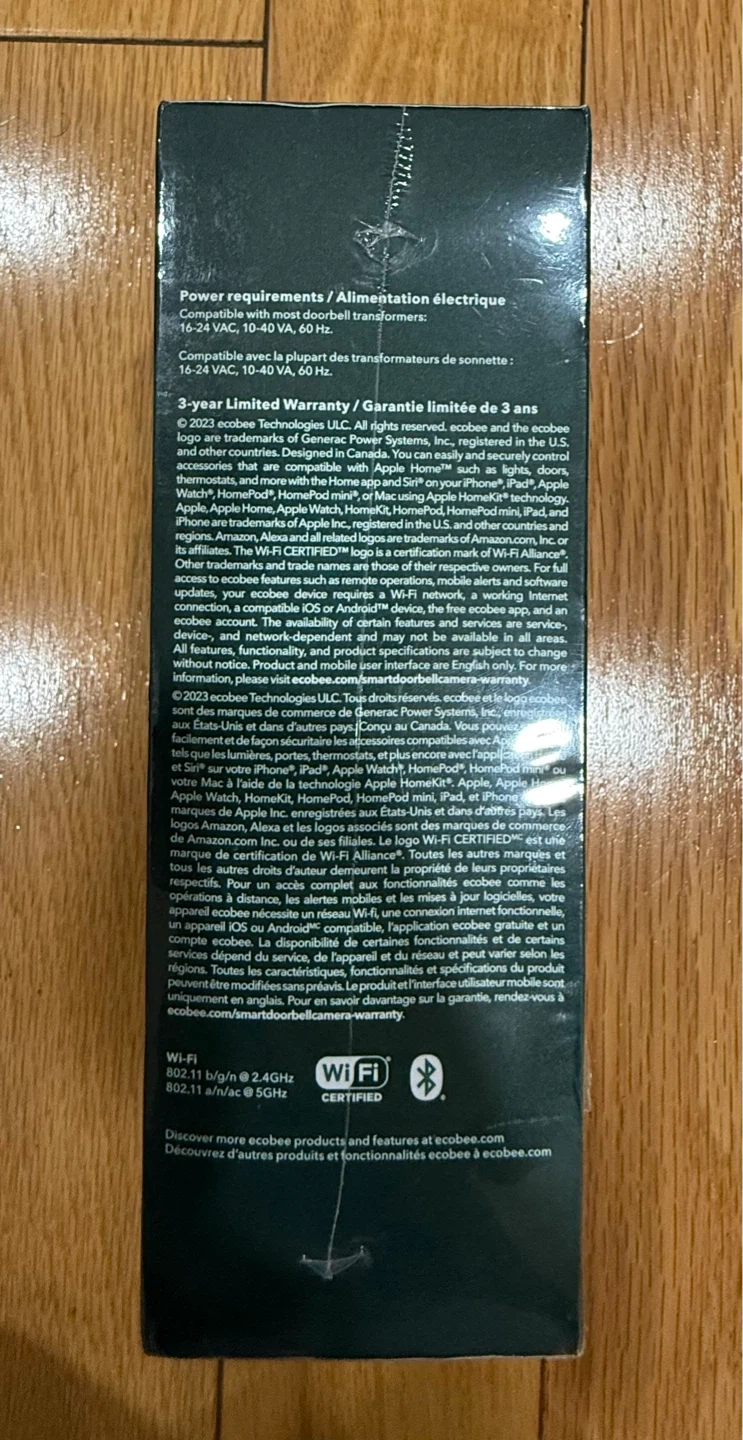 Power requirements / Alimentation électrique
Compatible with most doorbell transformers:
16-24 VAC, 10-40 VA, 60 Hz.
Compatible avec la plupart des transformateurs de sonnette :
16-24 VAC, 10-40 VA, 60 Hz.
3-year Limited Warranty / Garantie limitée de 3 ans
© 2023 ecobee Technologies ULC. All rights reserved. ecobee and the ecobee
logo are trademarks of Generac Power Systems, Inc., registered in the U.S.
and other countries. Designed in Canada. You can easily and securely control
accessories that are compatible with Apple Home™ such as lights, doors,
thermostats, and more with the Home app and Siri® on your iPhone®, iPad®, Apple
Watch®, HomePod®, HomePod mini®, or Mac using Apple HomeKit® technology.
Apple, Apple Home, Apple Watch, HomeKit, HomePod, HomePod mini, iPad, and
iPhone are trademarks of Apple Inc., registered in the U.S. and other countries and
regions. Amazon, Alexa and all related logos are trademarks of Amazon.com, Inc. or
its affiliates. The Wi-Fi CERTIFIED™ logo is a certification mark of Wi-Fi Alliance®.
Other trademarks and trade names are those of their respective owners. For full
access to ecobee features such as remote operations, mobile alerts and software
updates, your ecobee device requires a Wi-Fi network, a working Internet
connection, a compatible iOS or Android™ device, the free ecobee app, and an
ecobee account. The availability of certain features and services are service-,
device-, and network-dependent and may not be available in all areas.
All features, functionality, and product specifications are subject to change
without notice. Product and mobile user interface are English only. For more
information, please visit ecobee.com/smartdoorbellcamera-warranty.
© 2023 ecobee Technologies ULC. Tous droits réservés. ecobee et le logo ecobee
sont des marques de commerce de Generac Power Systems, Inc., enregistrées
aux États-Unis et dans d'autres pays. Conçu au Canada. Vous pouvez
facilement et de façon sécuritaire les accessoires compatibles avec
tels que les lumières, portes, thermostats, et plus encore avec
et Siri® sur votre iPhone®, iPad®, Apple Watch®, HomePod®, HomePod mini® ou
votre Mac à l'aide de la technologie Apple HomeKit®. Apple, Apple
Apple Watch, HomeKit, HomePod, HomePod mini, iPad, et iPhone
marques de Apple Inc. enregistrées aux États-Unis et dans d'autres pays. Les
logos Amazon, Alexa et les logos associés sont des marques de commerce
de Amazon.com Inc. ou de ses filiales. Le logo Wi-Fi CERTIFIEDᴹᶜ est une
marque de certification de Wi-Fi Alliance®. Toutes les autres marques et
tous les autres droits d'auteur demeurent la propriété de leurs propriétaires
respectifs. Pour un accès complet aux fonctionnalités ecobee comme les
opérations à distance, les alertes mobiles et les mises à jour logicielles, votre
appareil ecobee nécessite un réseau Wi-fi, une connexion internet fonctionnelle,
un appareil iOS ou Androidᴹᶜ compatible, l'application ecobee gratuite et un
compte ecobee. La disponibilité de certaines fonctionnalités et de certains
services dépend du service, de l'appareil et du réseau et peut varier selon les
régions. Toutes les caractéristiques, fonctionnalités et spécifications du produit
peuvent être modifiées sans préavis. Le produit et l'interface utilisateur mobile sont
uniquement en anglais. Pour en savoir davantage sur la garantie, rendez-vous à
ecobee.com/smartdoorbellcamera-warranty.
Wi-Fi
802.11 b/g/n @ 2.4GHz
802.11 a/n/ac @ 5GHz
Wi Fi®
CERTIFIED
Discover more ecobee products and features at ecobee.com
Découvrez d'autres produits et fonctionnalités ecobee à ecobee.com